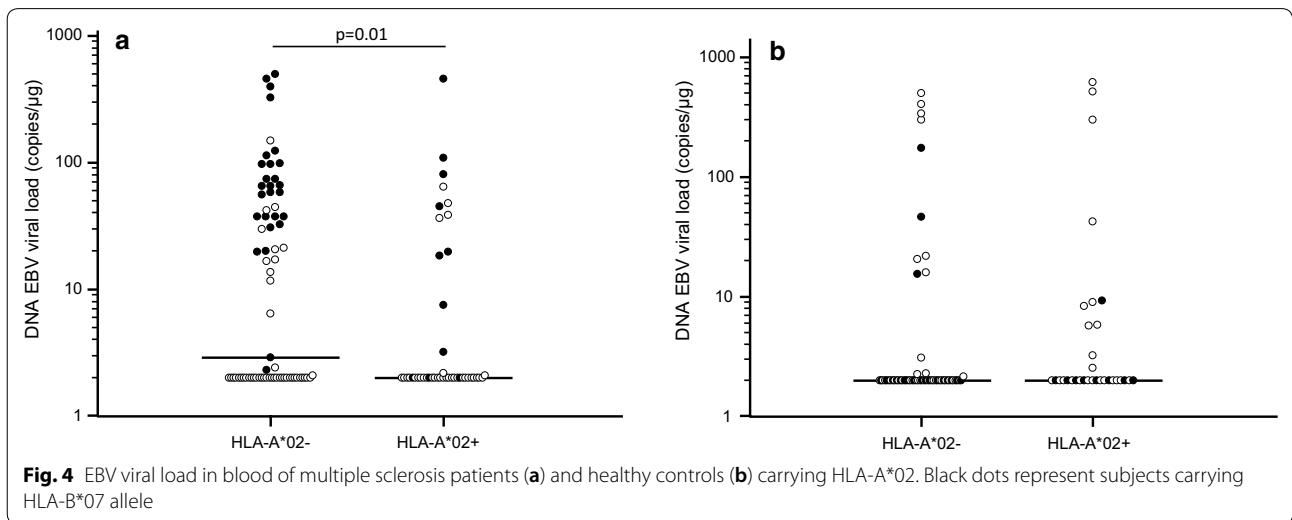 a
p=0.01
1000
100
10
1
DNA EBV viral load (copies/µg)
HLA-A*02-
HLA-A*02+
b
1000
100
10
1
DNA EBV viral load (copies/µg)
HLA-A*02-
HLA-A*02+
Fig. 4 EBV viral load in blood of multiple sclerosis patients (a) and healthy controls (b) carrying HLA-A*02. Black dots represent subjects carrying
HLA-B*07 allele